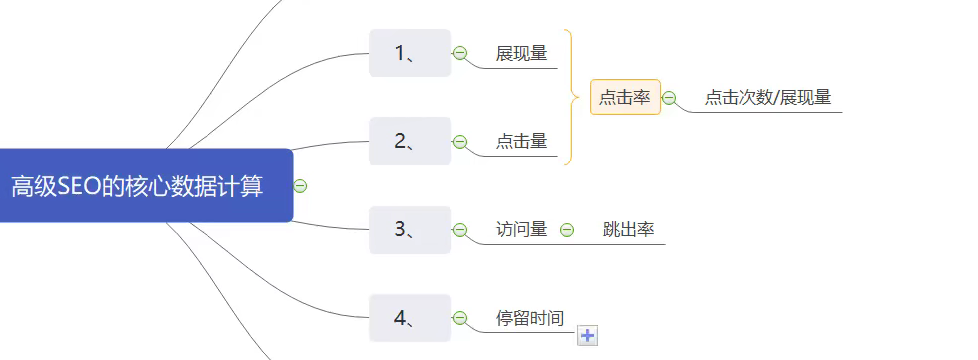 高级SEO的核心数据计算
1、
展现量
2、
点击量
点击率
点击次数/展现量
3、
访问量
跳出率
4、
停留时间